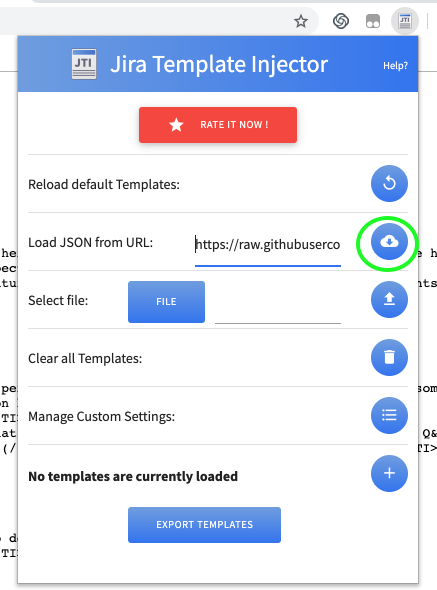 JTI
JTI
Jira Template Injector
Help?
RATE IT NOW !
Reload default Templates:
Load JSON from URL:
https://raw.githubuserco
Select file:
FILE
Clear all Templates:
Manage Custom Settings:
No templates are currently loaded
EXPORT TEMPLATES